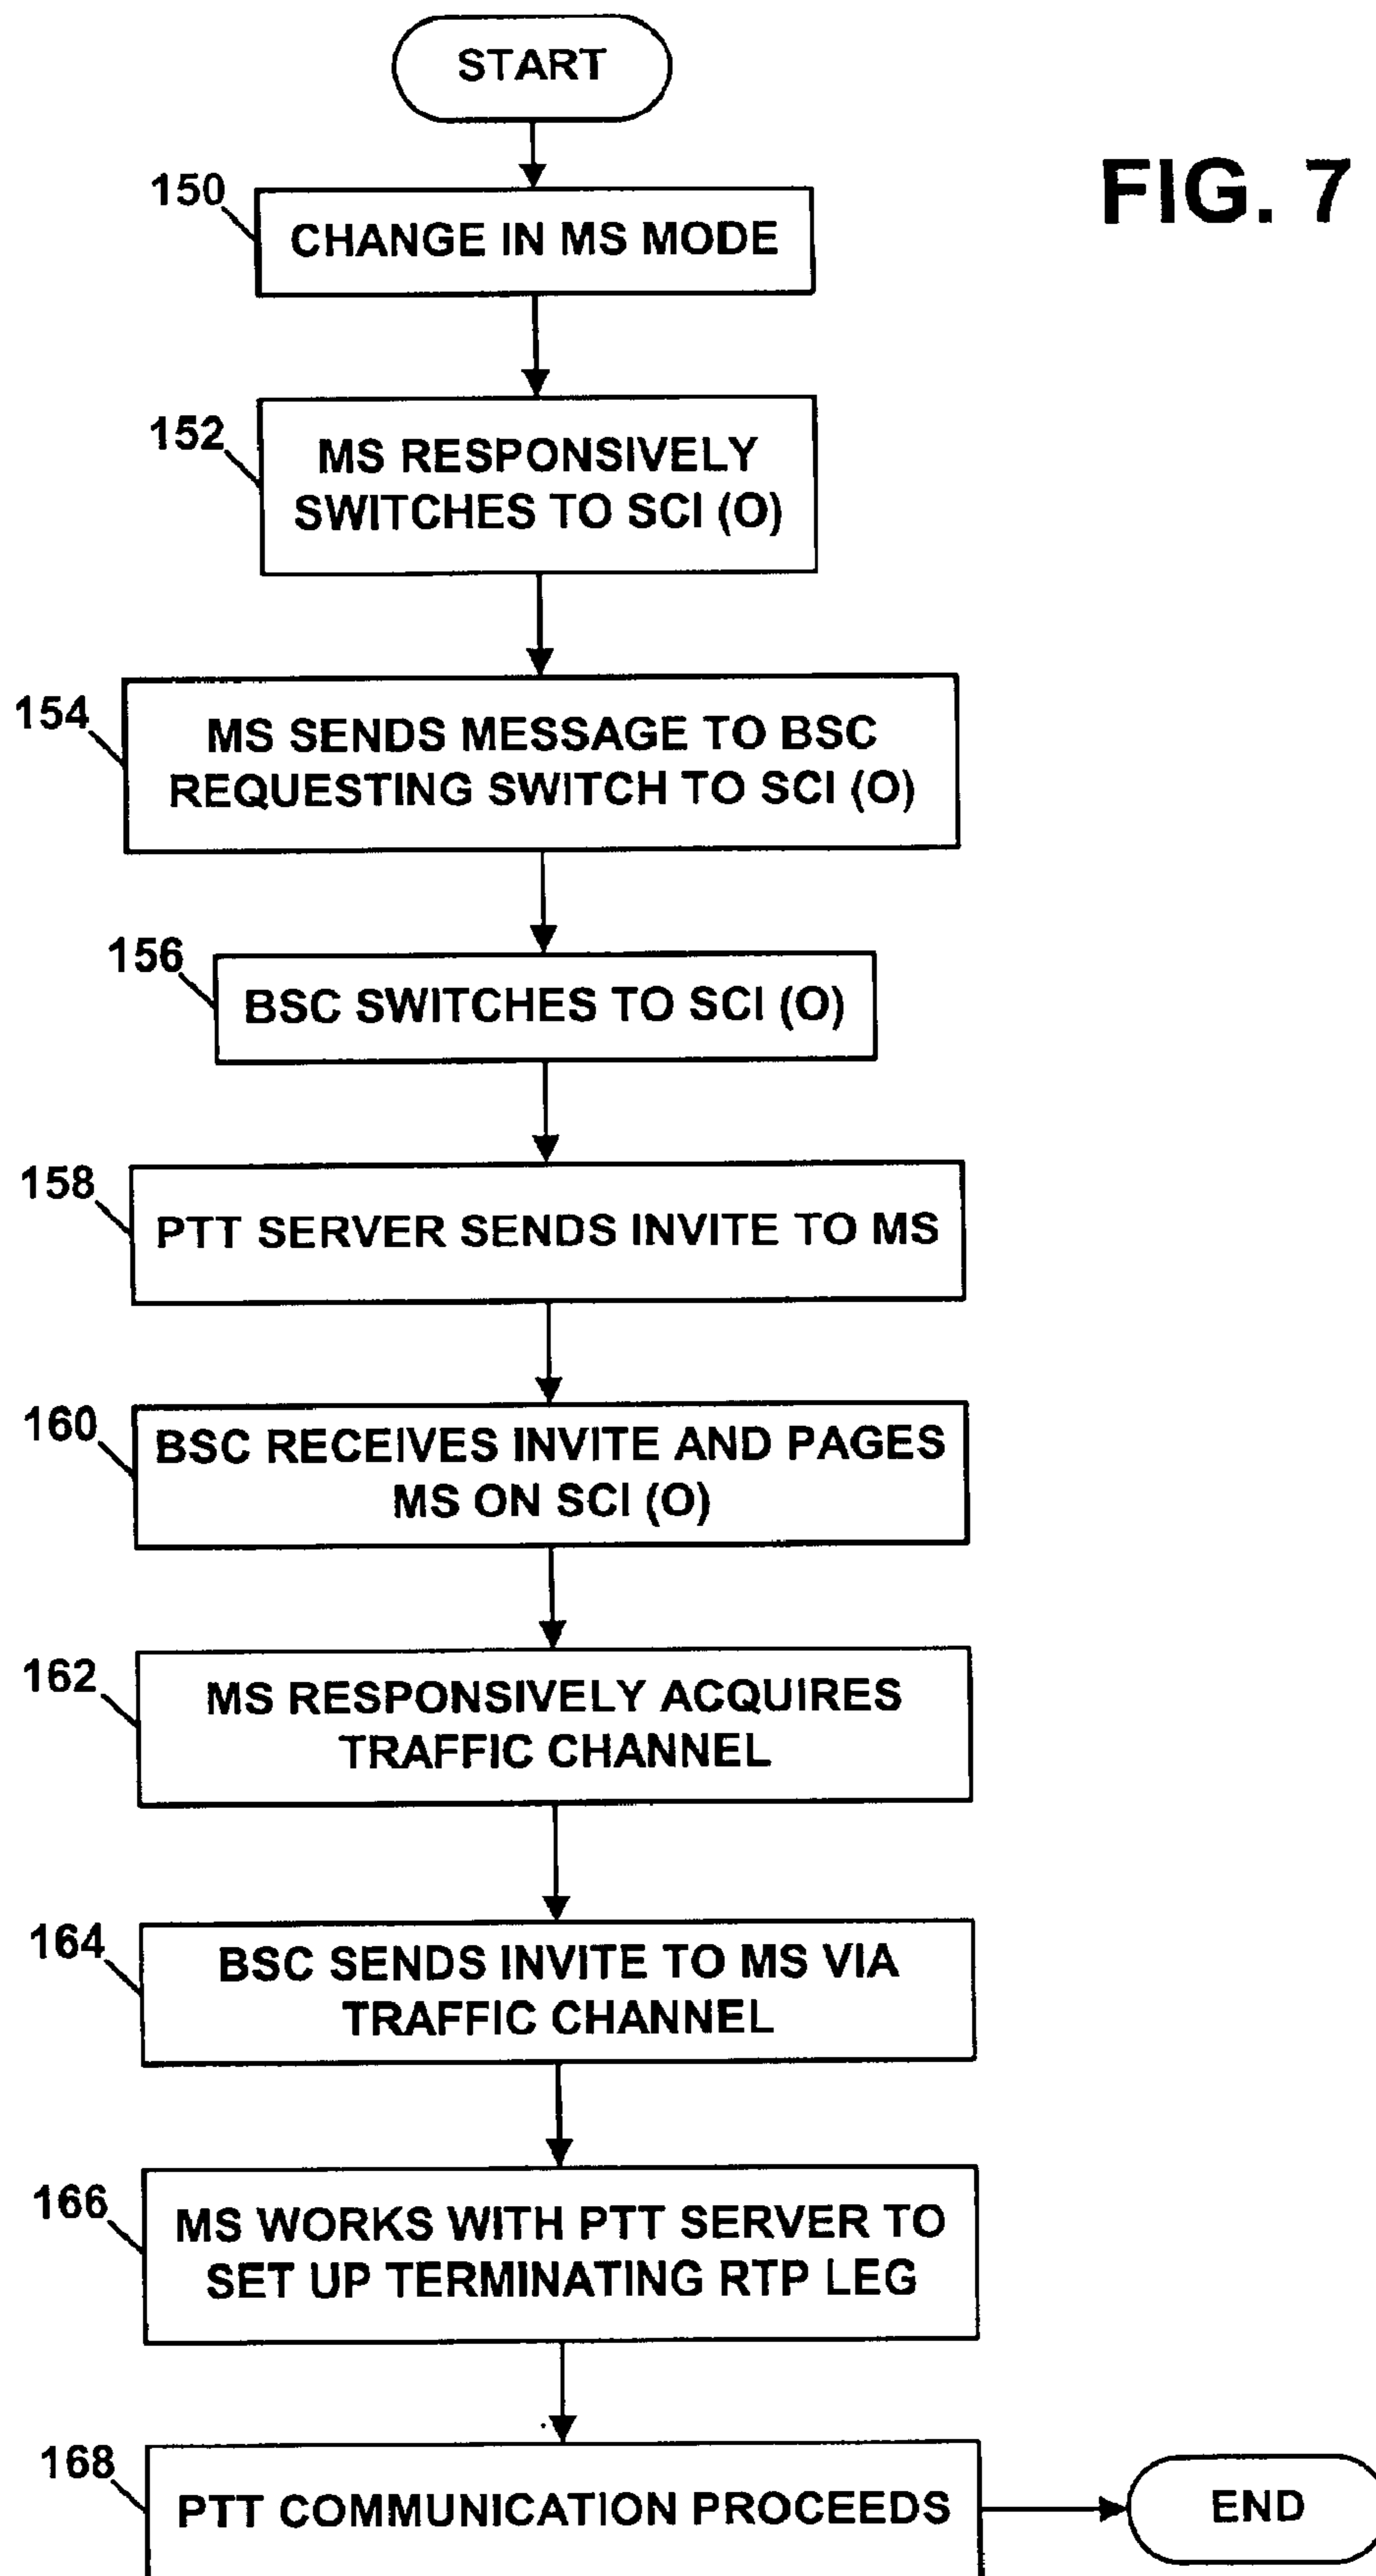 START
FIG. 7
150
CHANGE IN MS MODE
152
MS RESPONSIVELY
SWITCHES TO SCI (O)
154
MS SENDS MESSAGE TO BSC
REQUESTING SWITCH TO SCI (O)
156
BSC SWITCHES TO SCI (O)
158
PTT SERVER SENDS INVITE TO MS
160
BSC RECEIVES INVITE AND PAGES
MS ON SCI (O)
162
MS RESPONSIVELY ACQUIRES
TRAFFIC CHANNEL
164
BSC SENDS INVITE TO MS VIA
TRAFFIC CHANNEL
166
MS WORKS WITH PTT SERVER TO
SET UP TERMINATING RTP LEG
168
PTT COMMUNICATION PROCEEDS
END